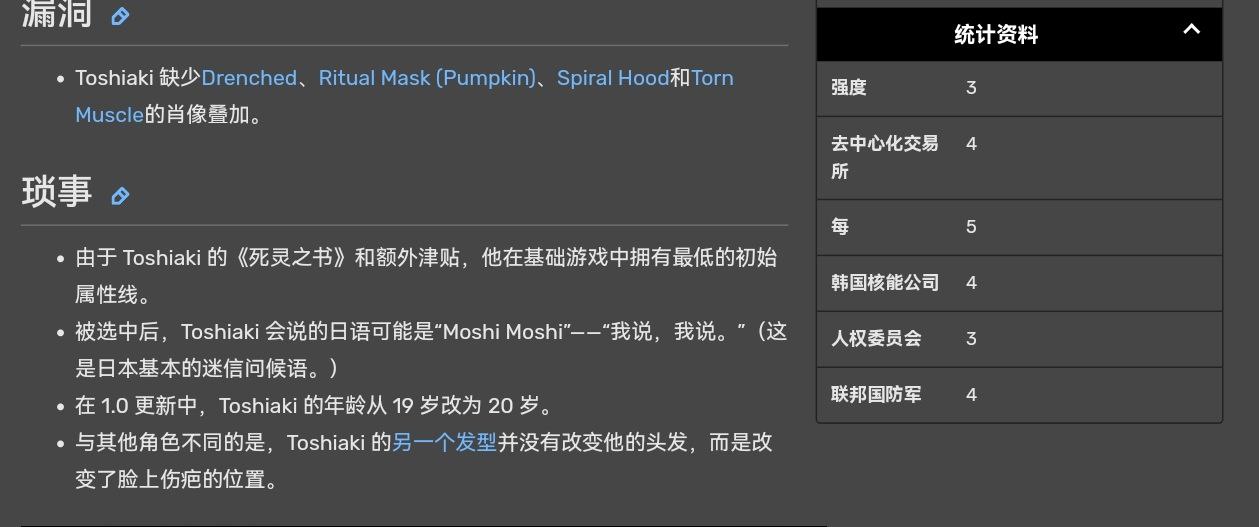 漏洞
• Toshiaki 缺少Drenched、Ritual Mask (Pumpkin)、Spiral Hood和Torn
Muscle的肖像叠加。
琐事
• 由于 Toshiaki 的《死灵之书》和额外津贴，他在基础游戏中拥有最低的初始
属性线。
• 被选中后，Toshiaki 会说的日语可能是“Moshi Moshi”——“我说，我说。”（这
是日本基本的迷信问候语。）
• 在 1.0 更新中，Toshiaki 的年龄从 19 岁改为 20 岁。
• 与其他角色不同的是，Toshiaki 的另一个发型并没有改变他的头发，而是改
变了脸上伤疤的位置。
统计资料
强度 3
去中心化交易 4
所
每 5
韩国核能公司 4
人权委员会 3
联邦国防军 4